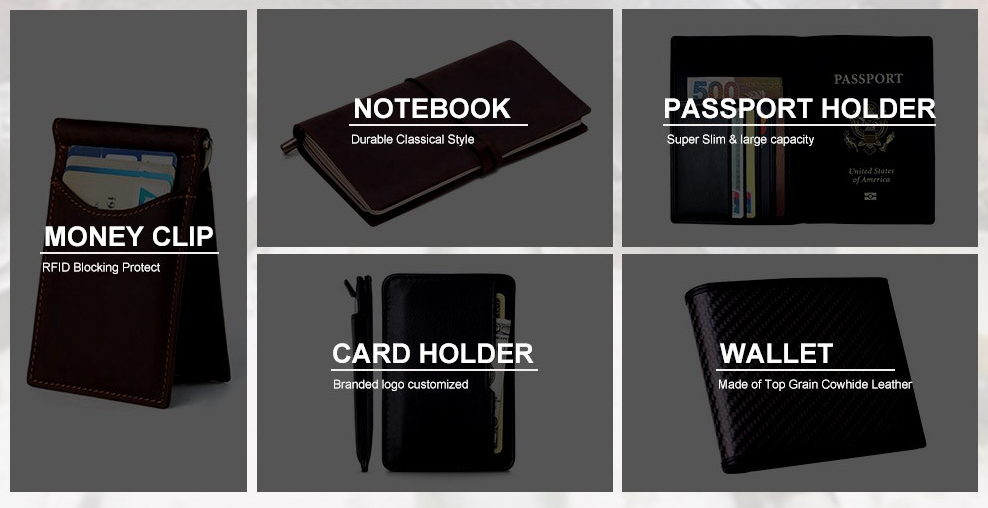 MONEY CLIP
RFID Blocking Protect
NOTEBOOK
Durable Classical Style
500
PASSPORT
PASSPORT HOLDER
Super Slim & large capacity
United States
of America
CARD HOLDER
Branded logo customized
WALLET
Made of Top Grain Cowhide Leather